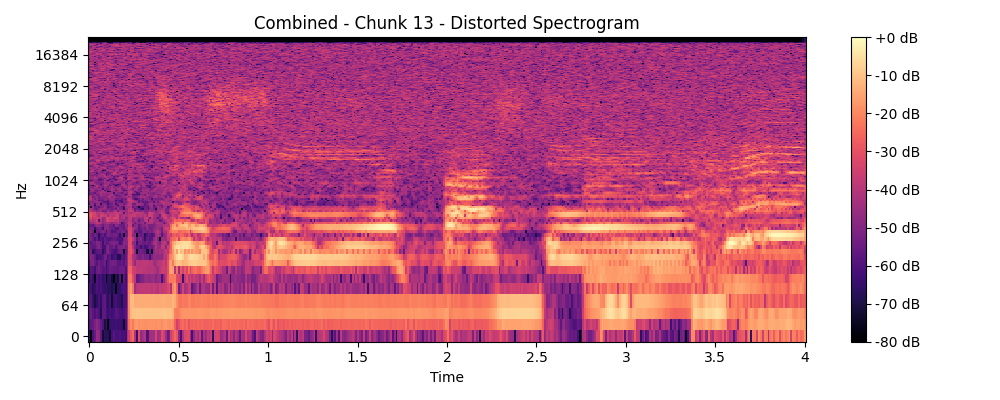 Combined - Chunk 13 - Distorted Spectrogram
Hz
16384
8192
4096
2048
1024
512
256
128
64
0
0
0.5
1
1.5
2
2.5
3
3.5
4
Time
+0 dB
-10 dB
-20 dB
-30 dB
-40 dB
-50 dB
-60 dB
-70 dB
-80 dB